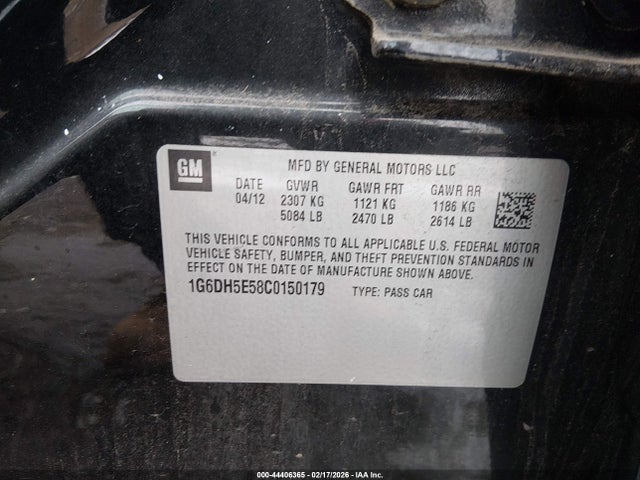 GM
MFD BY GENERAL MOTORS LLC
DATE GVWR GAWR FRT GAWR RR
04/12 2307 KG 1121 KG 1186 KG
5084 LB 2470 LB 2614 LB
THIS VEHICLE CONFORMS TO ALL APPLICABLE U.S. FEDERAL MOTOR
VEHICLE SAFETY, BUMPER, AND THEFT PREVENTION STANDARDS IN
EFFECT ON THE DATE OF MANUFACTURE SHOWN ABOVE.
1G6DH5E58C0150179 TYPE: PASS CAR
000-44406365 - 02/17/2026 - IAA Inc.